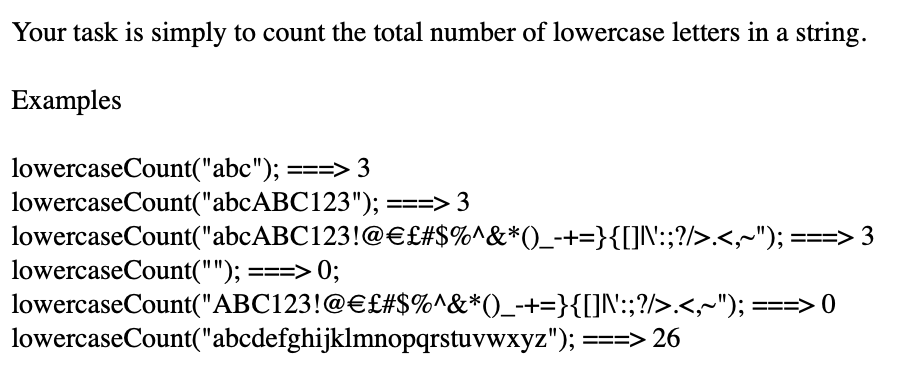 Your task is simply to count the total number of lowercase letters in a string.
Examples
lowercaseCount("abc"); ===> 3
lowercaseCount("abcABC123"); ===> 3
lowercaseCount("abcABC123!@€£#$%^&*()_-+=}{[]|\':;?/>.<,~"); ===> 3
lowercaseCount(""); ===> 0;
lowercaseCount("ABC123!@€£#$%^&*()_-+=}{[]|\':;?/>.<,~"); ===> 0
lowercaseCount("abcdefghijklmnopqrstuvwxyz"); ===> 26